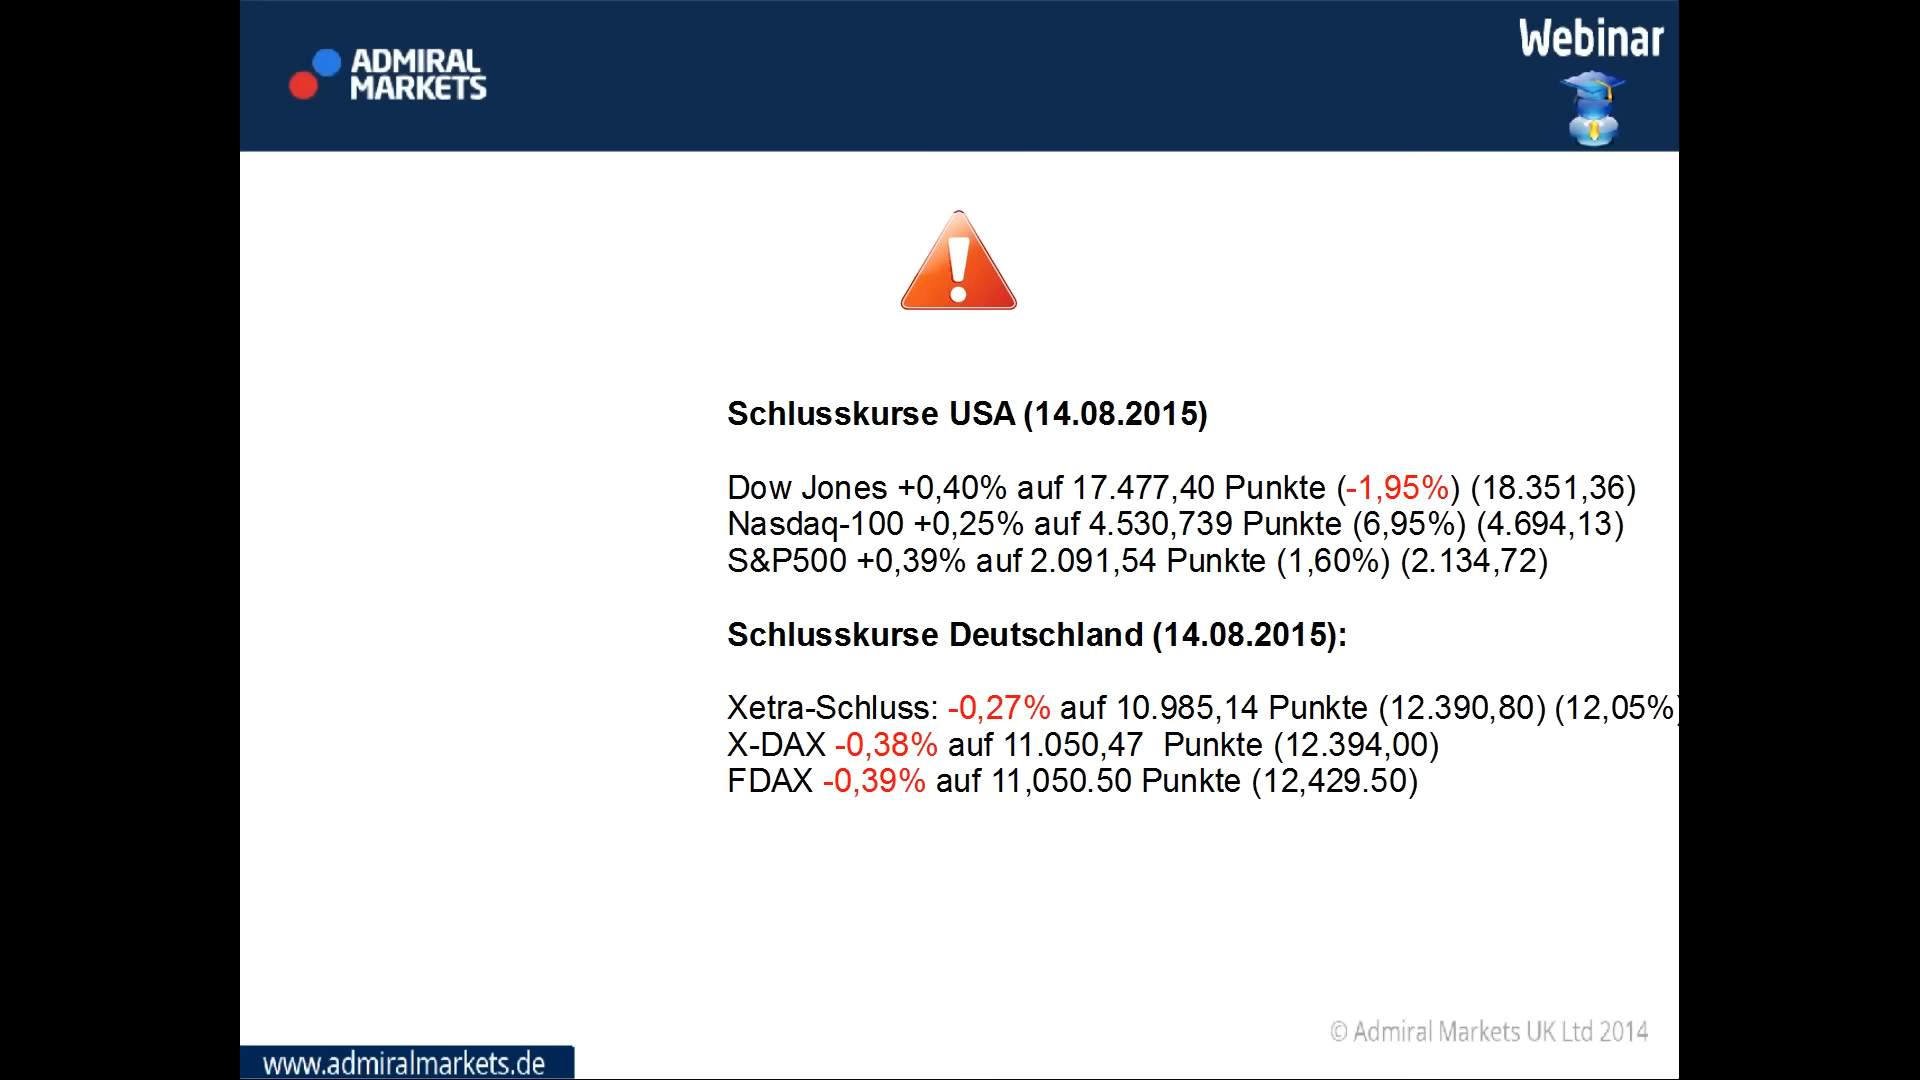 ADMIRAL
MARKETS
Webinar
Schlusskurse USA (14.08.2015)
Dow Jones +0,40% auf 17.477,40 Punkte (-1,95%) (18.351,36)
Nasdaq-100 +0,25% auf 4.530,739 Punkte (6,95%) (4.694,13)
S&P500 +0,39% auf 2.091,54 Punkte (1,60%) (2.134,72)
Schlusskurse Deutschland (14.08.2015):
Xetra-Schluss: -0,27% auf 10.985,14 Punkte (12.390,80) (12,05%)
X-DAX -0,38% auf 11.050,47 Punkte (12.394,00)
FDAX -0,39% auf 11,050.50 Punkte (12,429.50)
© Admiral Markets UK Ltd 2014
www.admiralmarkets.de